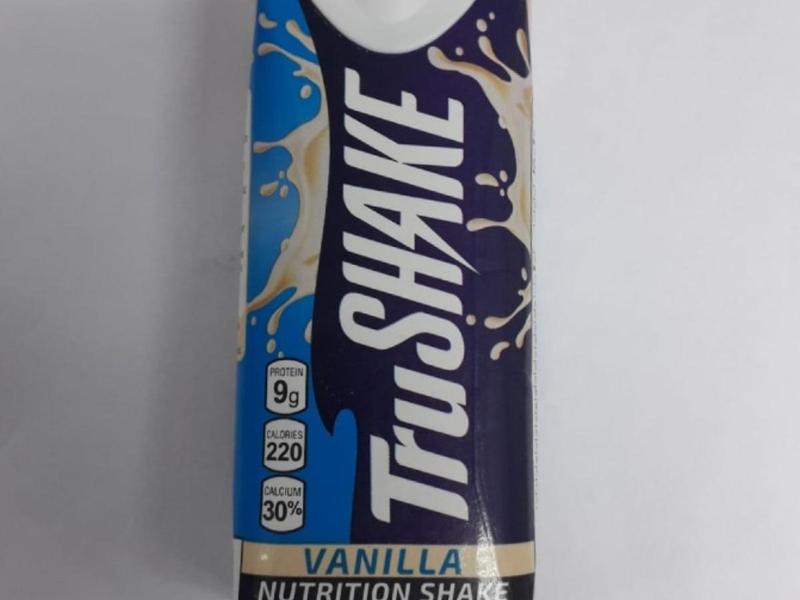 TruSHAKE
PROTEIN
9g
CALORIES
220
CALCIUM
30%
VANILLA
NUTRITION SHAKE